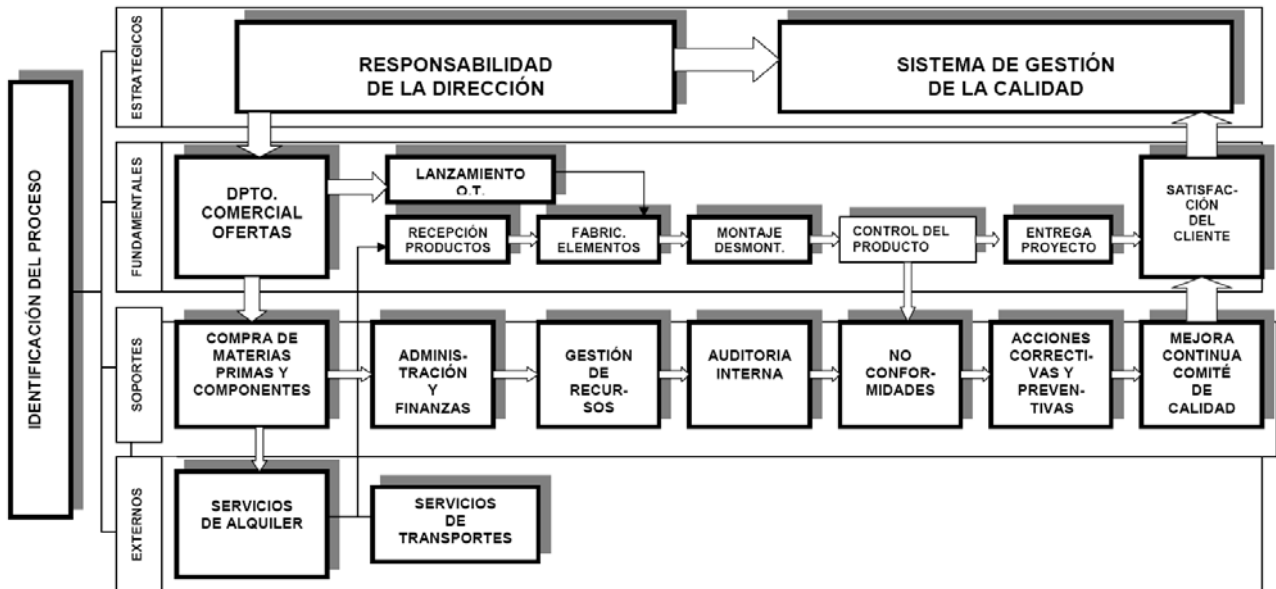 IDENTIFICACIÓN DEL PROCESO
ESTRATEGICOS
RESPONSABILIDAD
DE LA DIRECCIÓN
SISTEMA DE GESTIÓN
DE LA CALIDAD
FUNDAMENTALES
DPTO.
COMERCIAL
OFERTAS
LANZAMIENTO
O.T.
RECEPCIÓN
PRODUCTOS
FABRIC.
ELEMENTOS
MONTAJE
DESMONT.
CONTROL DEL
PRODUCTO
ENTREGA
PROYECTO
SATISFAC-
CIÓN DEL
CLIENTE
SOPORTES
COMPRA DE
MATERIAS
PRIMAS Y
COMPONENTES
ADMINIS-
TRACIÓN
Y
FINANZAS
GESTIÓN
DE
RECURSOS
AUDITORIA
INTERNA
NO
CONFOR-
MIDADES
ACCIONES
CORRECTI-
VAS Y
PREVEN-
TIVAS
MEJORA
CONTINUA
COMITÉ
DE
CALIDAD
EXTERNOS
SERVICIOS
DE ALQUILER
SERVICIOS
DE
TRANSPORTES